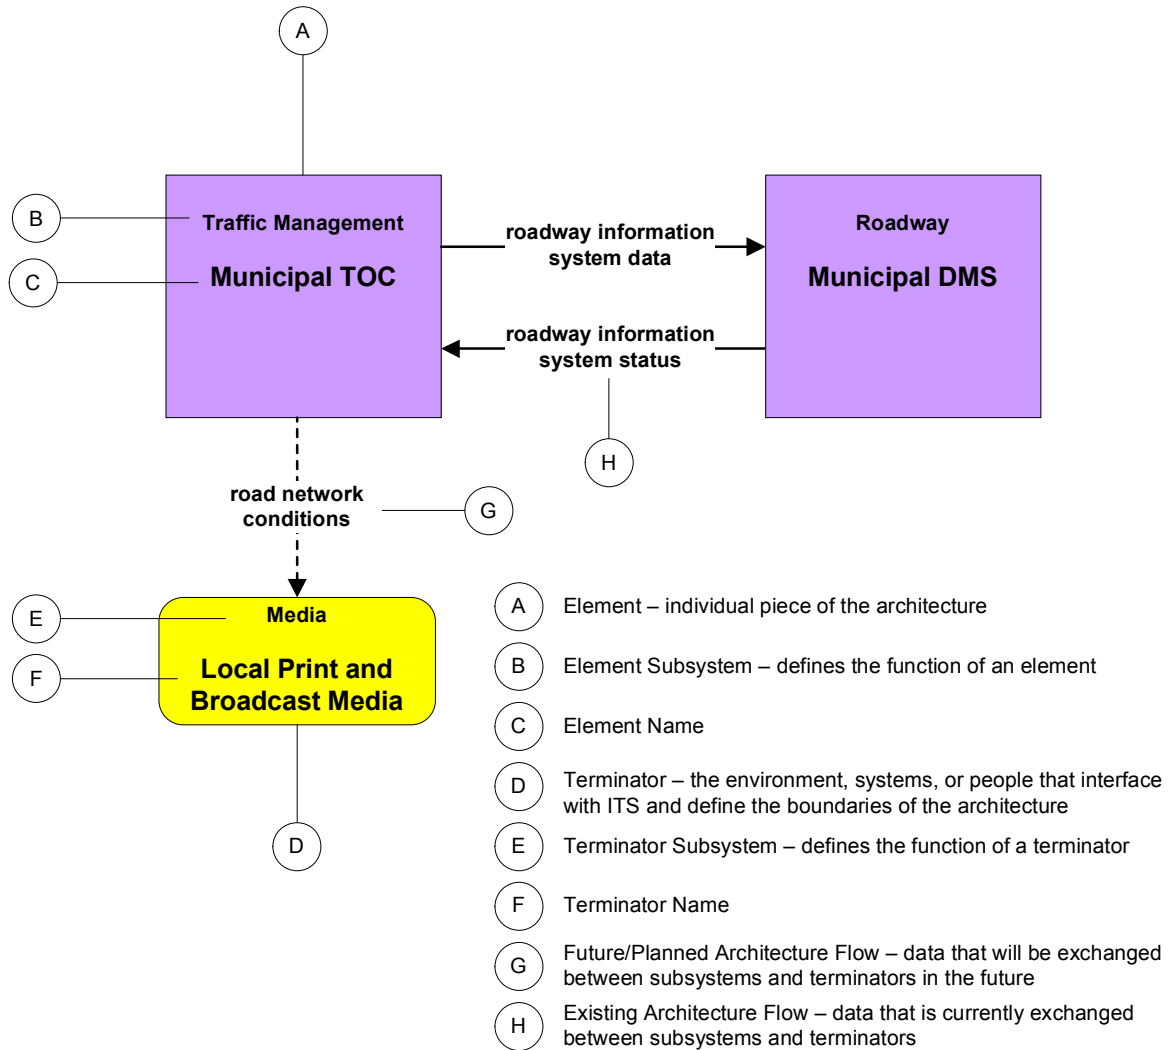 A
B
Traffic Management
C
Municipal TOC
roadway information
system data
Roadway
Municipal DMS
roadway information
system status
H
road network
conditions
G
E
Media
F
Local Print and
Broadcast Media
D
A Element – individual piece of the architecture
B Element Subsystem – defines the function of an element
C Element Name
D Terminator – the environment, systems, or people that interface
with ITS and define the boundaries of the architecture
E Terminator Subsystem – defines the function of a terminator
F Terminator Name
G Future/Planned Architecture Flow – data that will be exchanged
between subsystems and terminators in the future
H Existing Architecture Flow – data that is currently exchanged
between subsystems and terminators